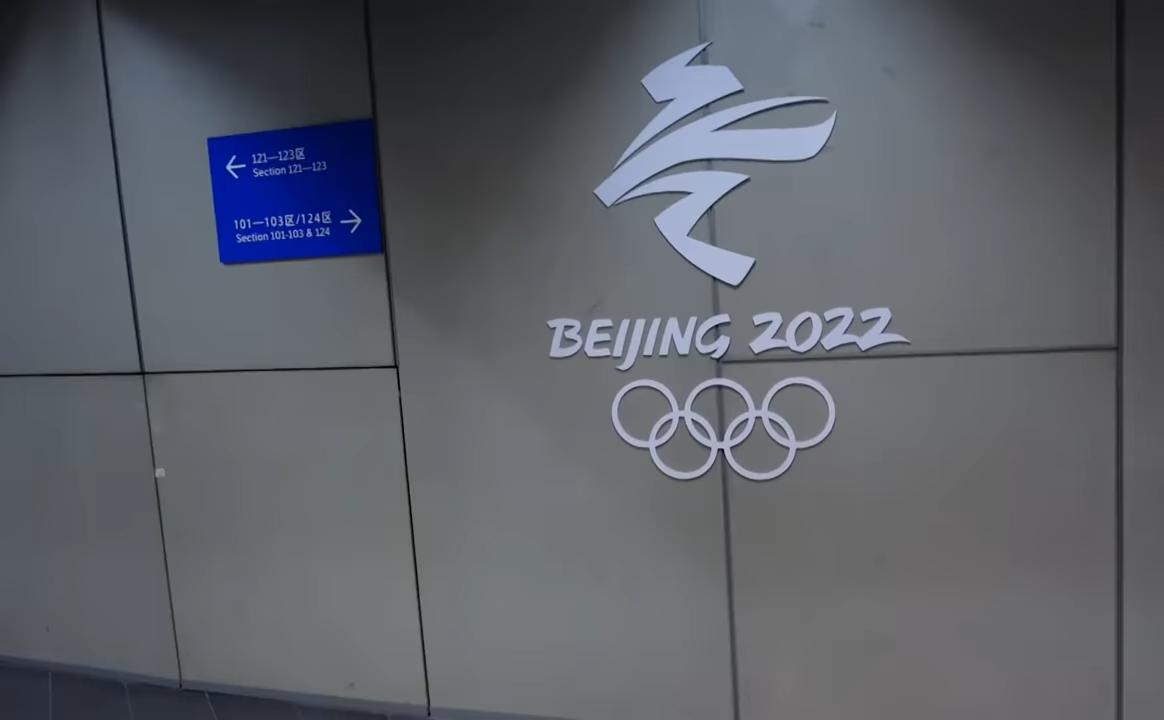 121—123区
Section 121—123
101—103区/124区
Section 101-103 & 124
BEIJING 2022